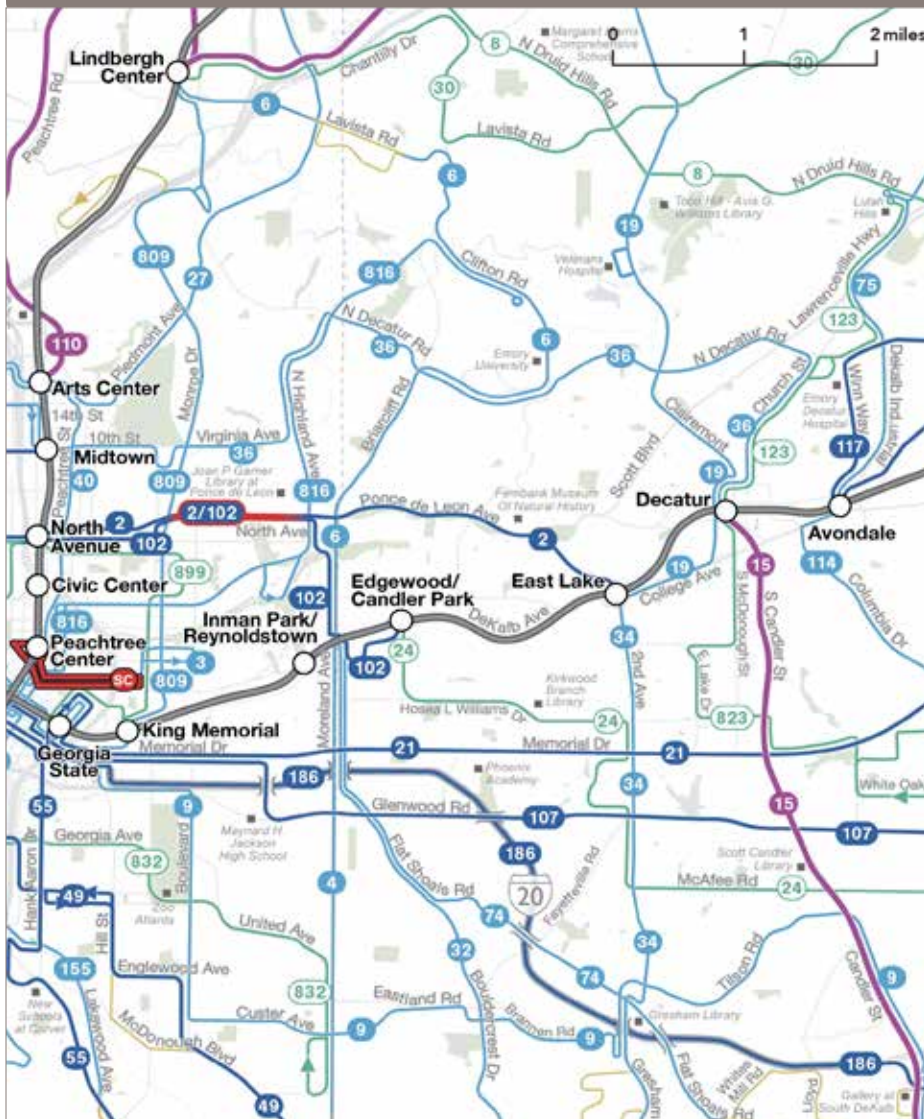 Margaret Harris
Comprehensive
School
0
1
2 miles
Lindbergh
Center
Chantilly Dr
8
N Druid Hills Rd
30
30
Peachtree Rd
6
Lavista Rd
Lavista Rd
6
8
N Druid Hills Rd
Toco Hill - Avis G.
Williams Library
Lulah
Hills
19
Veterans
Hospital
809
27
816
Clifton Rd
Lawrenceville Hwy
75
123
110
Piedmont Ave
Monroe Dr
N Decatur Rd
36
6
Emory
University
36
N Decatur Rd
Arts Center
14th St
10th St
N Highland Ave
Briarcliff Rd
Clairemont
Church St
36
Winn Way
Dekalb Industrial
Emory
Decatur
Hospital
117
Midtown
Peachtree St
40
Virginia Ave
36
Scott Blvd
123
19
809
Joan P Garner
Library at
Ponce de Leon
816
Ponce de Leon Ave
Fernbank Museum
Of Natural History
Decatur
Avondale
North
Avenue
2
102
2/102
North Ave
6
2
899
Civic Center
102
Edgewood/
Candler Park
East Lake
19
College Ave
15
114
Columbia Dr
816
Inman Park/
Reynoldstown
DeKalb Ave
Peachtree
Center
SC
3
809
102
24
34
2nd Ave
S McDonough St
S Candler St
E Lake Dr
Kirkwood
Branch Library
Moreland Ave
Hosea L Williams Dr
24
823
King Memorial
Memorial Dr
Georgia
State
21
Memorial Dr
21
186
Phoenix
Academy
34
White Oak
55
9
Glenwood Rd
107
15
107
Georgia Ave
Boulevard
Maynard H
Jackson
High School
186
Scott Candler
Library
832
Hank Aaron Dr
Zoo
Atlanta
Flat Shoals Rd
4
20
Fayetteville Rd
McAfee Rd
24
49
Hill St
United Ave
74
34
155
Englewood Ave
832
32
74
Tilson Rd
9
Candler St
New
Schools
at Carver
Lakewood Ave
Custer Ave
9
Eastland Rd
Bouldercrest Dr
Brannen Rd
9
Gresham Library
McDonough Blvd
55
49
186
Gresham
Flat Shoals Rd
Whites
Mill Rd
Lloyd
Gallery at
South DeKalb